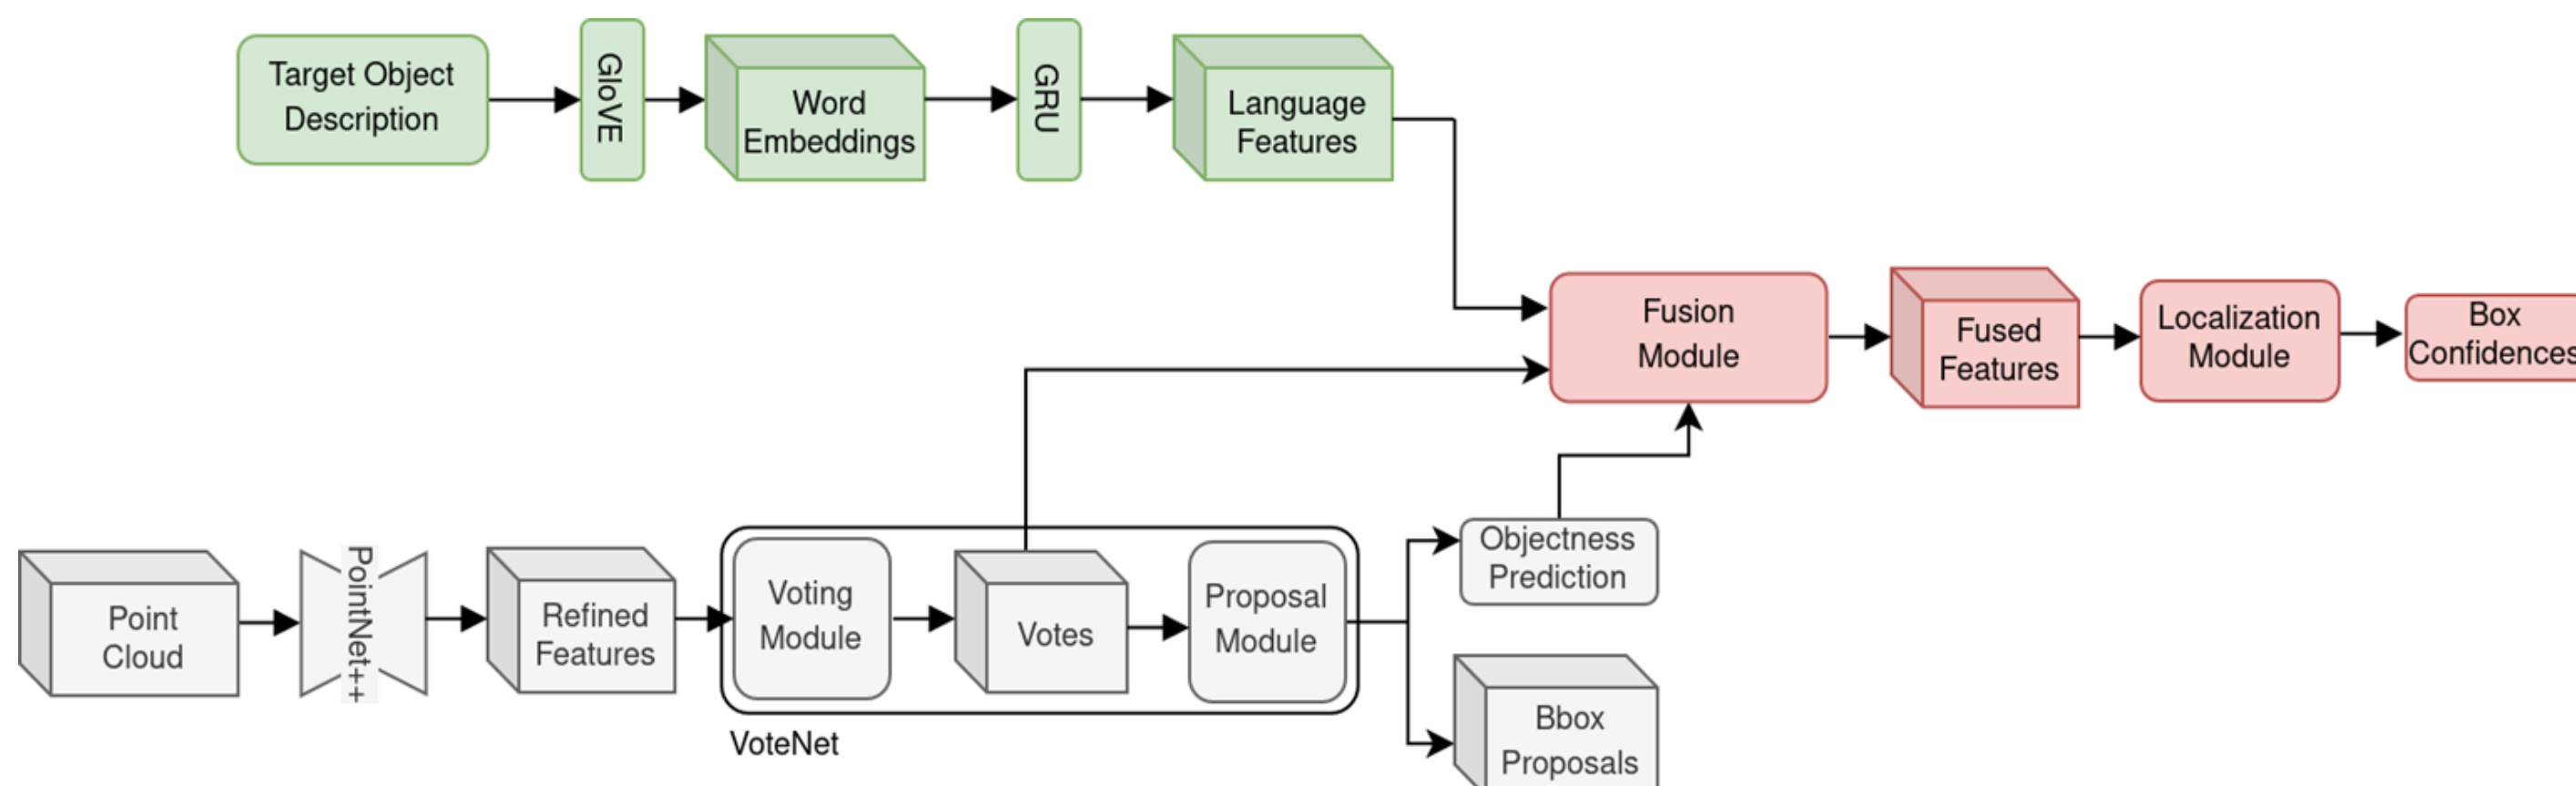 Target Object
Description
GloVE
Word
Embeddings
GRU
Language
Features
Fusion
Module
Fused
Features
Localization
Module
Box
Confidences
Point
Cloud
PointNet++
Refined
Features
Voting
Module
Votes
Proposal
Module
VoteNet
Objectness
Prediction
Bbox
Proposals